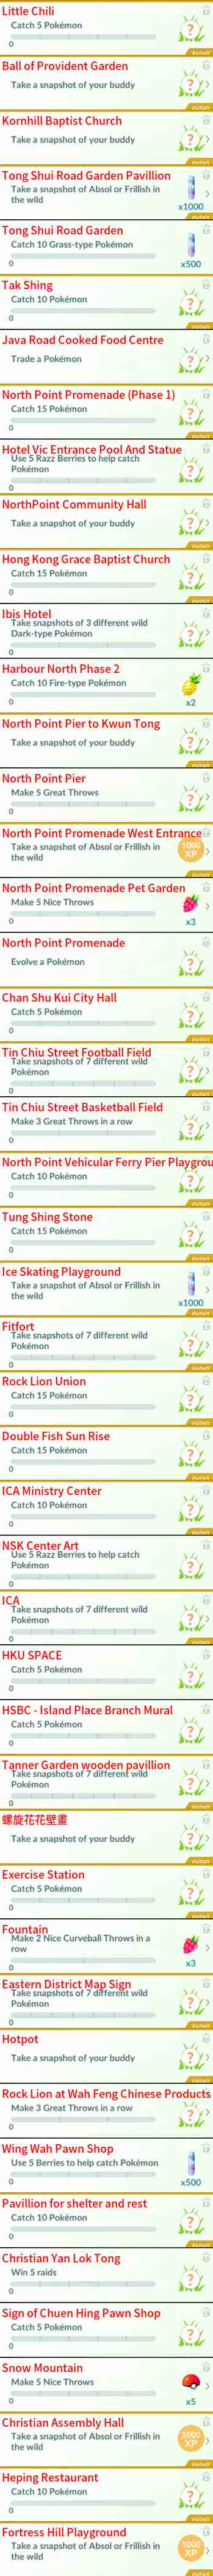 Little Chili
Catch 5 Pokémon
0
?
EVENT
Ball of Provident Garden
Take a snapshot of your buddy
?
EVENT
Kornhill Baptist Church
Take a snapshot of your buddy
?
EVENT
Tong Shui Road Garden Pavillion
Take a snapshot of Absol or Frillish in
the wild
x1000
EVENT
Tong Shui Road Garden
Catch 10 Grass-type Pokémon
0
x500
Tak Shing
Catch 10 Pokémon
0
?
Java Road Cooked Food Centre
Trade a Pokémon
?
North Point Promenade (Phase 1)
Catch 15 Pokémon
0
?
EVENT
Hotel Vic Entrance Pool And Statue
Use 5 Razz Berries to help catch
Pokémon
0
?
NorthPoint Community Hall
Take a snapshot of your buddy
?
EVENT
Hong Kong Grace Baptist Church
Catch 15 Pokémon
0
?
Ibis Hotel
Take snapshots of 3 different wild
Dark-type Pokémon
0
?
Harbour North Phase 2
Catch 10 Fire-type Pokémon
0
x2
North Point Pier to Kwun Tong
Take a snapshot of your buddy
?
EVENT
North Point Pier
Make 5 Great Throws
0
?
North Point Promenade West Entrance
Take a snapshot of Absol or Frillish in
the wild
1000
XP
EVENT
North Point Promenade Pet Garden
Make 5 Nice Throws
0
x3
North Point Promenade
Evolve a Pokémon
?
Chan Shu Kui City Hall
Catch 5 Pokémon
0
?
EVENT
Tin Chiu Street Football Field
Take snapshots of 7 different wild
Pokémon
0
?
EVENT
Tin Chiu Street Basketball Field
Make 3 Great Throws in a row
0
?
North Point Vehicular Ferry Pier Playgrou
Catch 10 Pokémon
0
?
Tung Shing Stone
Catch 15 Pokémon
0
?
Ice Skating Playground
Take a snapshot of Absol or Frillish in
the wild
x1000
EVENT
Fitfort
Take snapshots of 7 different wild
Pokémon
0
?
EVENT
Rock Lion Union
Catch 15 Pokémon
0
?
Double Fish Sun Rise
Catch 15 Pokémon
0
?
ICA Ministry Center
Catch 10 Pokémon
0
?
NSK Center Art
Use 5 Razz Berries to help catch
Pokémon
0
?
ICA
Take snapshots of 7 different wild
Pokémon
0
?
EVENT
HKU SPACE
Catch 5 Pokémon
0
?
HSBC - Island Place Branch Mural
Catch 5 Pokémon
0
?
EVENT
Tanner Garden wooden pavillion
Take snapshots of 7 different wild
Pokémon
0
?
EVENT
螺旋花花壁畫
Take a snapshot of your buddy
?
EVENT
Exercise Station
Catch 5 Pokémon
0
?
EVENT
Fountain
Make 2 Nice Curveball Throws in a
row
0
x3
Eastern District Map Sign
Take snapshots of 7 different wild
Pokémon
0
?
EVENT
Hotpot
Take a snapshot of your buddy
?
EVENT
Rock Lion at Wah Feng Chinese Products
Make 3 Great Throws in a row
0
?
Wing Wah Pawn Shop
Use 5 Berries to help catch Pokémon
0
x500
Pavillion for shelter and rest
Catch 10 Pokémon
0
?
Christian Yan Lok Tong
Win 5 raids
0
?
Sign of Chuen Hing Pawn Shop
Catch 5 Pokémon
0
?
Snow Mountain
Make 5 Nice Throws
0
x5
Christian Assembly Hall
Take a snapshot of Absol or Frillish in
the wild
1000
XP
EVENT
Heping Restaurant
Catch 10 Pokémon
0
?
Fortress Hill Playground
Take a snapshot of Absol or Frillish in
the wild
1000
XP
EVENT